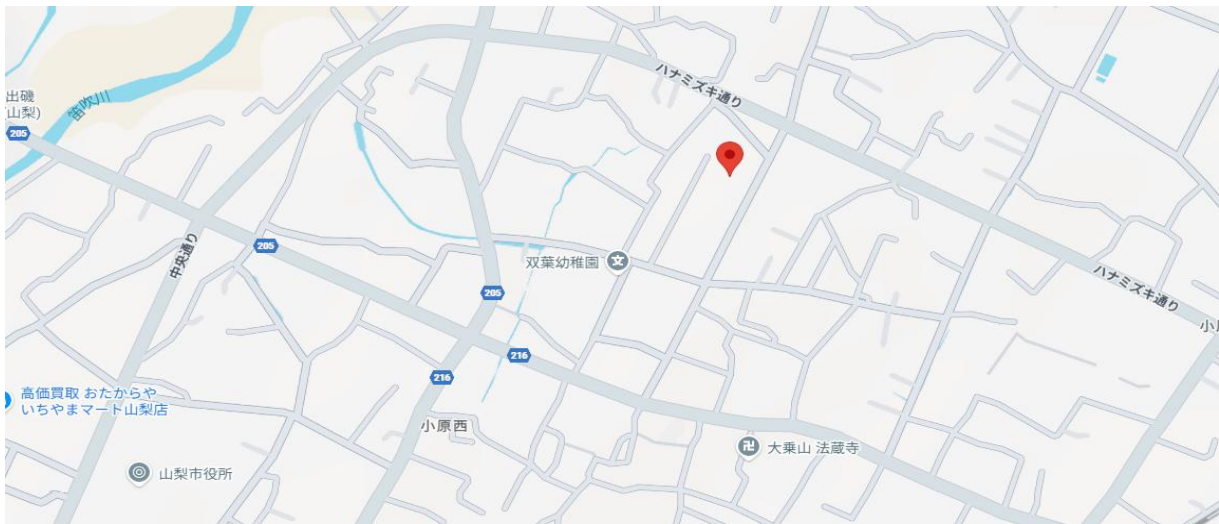 ハナミズキ通り
出磯
山梨)
笛吹川
205
中央通り
205
双葉幼稚園
文
205
ハナミズキ通り
216
216
高価買取 おたからや
いちやまマート山梨店
小原西
卍
大乗山 法蔵寺
山梨市役所